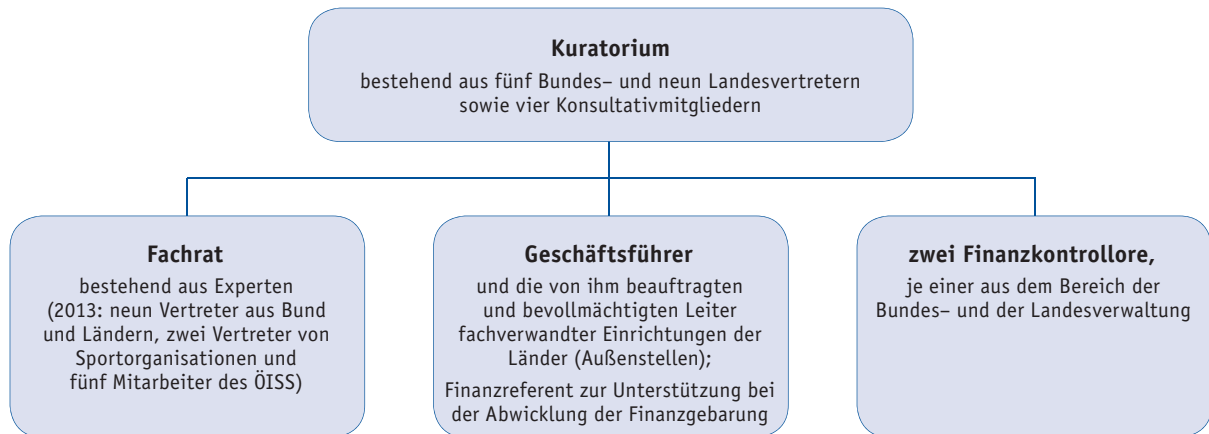 Kuratorium
bestehend aus fünf Bundes– und neun Landesvertretern
sowie vier Konsultativmitgliedern
Fachrat
bestehend aus Experten
(2013: neun Vertreter aus Bund
und Ländern, zwei Vertreter von
Sportorganisationen und
fünf Mitarbeiter des ÖISS)
Geschäftsführer
und die von ihm beauftragten
und bevollmächtigten Leiter
fachverwandter Einrichtungen der
Länder (Außenstellen);
Finanzreferent zur Unterstützung bei
der Abwicklung der Finanzgebarung
zwei Finanzkontrollore,
je einer aus dem Bereich der
Bundes– und der Landesverwaltung